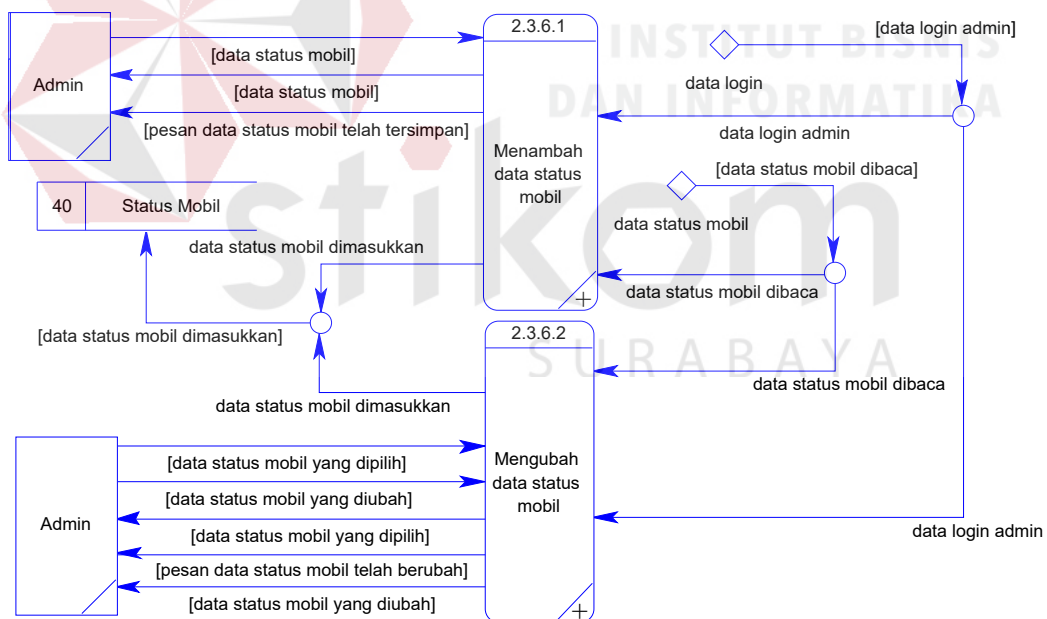 2.3.6.1
[data login admin]
INSTITUT BISNIS
[data status mobil]
data login
Admin
[data status mobil]
DAN INFORMATIKA
[pesan data status mobil telah tersimpan]
data login admin
Menambah
data status
mobil
[data status mobil dibaca]
40 Status Mobil
data status mobil
stikom
data status mobil dimasukkan
data status mobil dibaca
[data status mobil dimasukkan]
2.3.6.2
SURABAYA
data status mobil dibaca
data status mobil dimasukkan
[data status mobil yang dipilih]
Mengubah
data status
mobil
[data status mobil yang diubah]
Admin
[data status mobil yang dipilih]
data login admin
[pesan data status mobil telah berubah]
[data status mobil yang diubah]